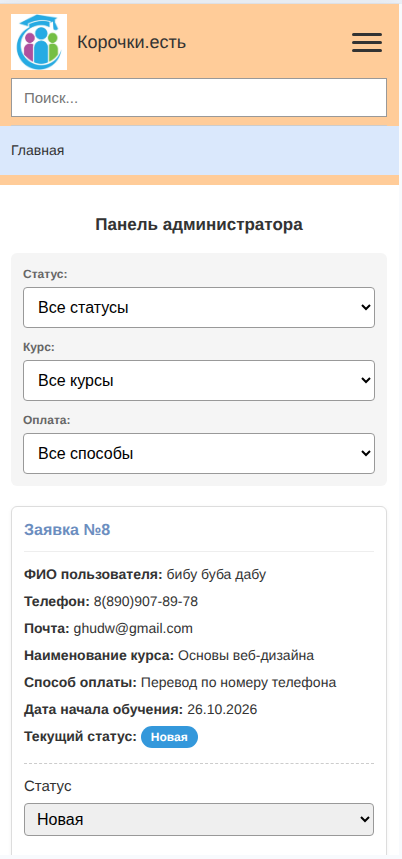 Корочки.есть
Поиск...
Главная
Панель администратора
Статус:
Все статусы
Курс:
Все курсы
Оплата:
Все способы
Заявка №8
ФИО пользователя: бибу буба дабу
Телефон: 8(890)907-89-78
Почта: ghudw@gmail.com
Наименование курса: Основы веб-дизайна
Способ оплаты: Перевод по номеру телефона
Дата начала обучения: 26.10.2026
Текущий статус: Новая
Статус
Новая